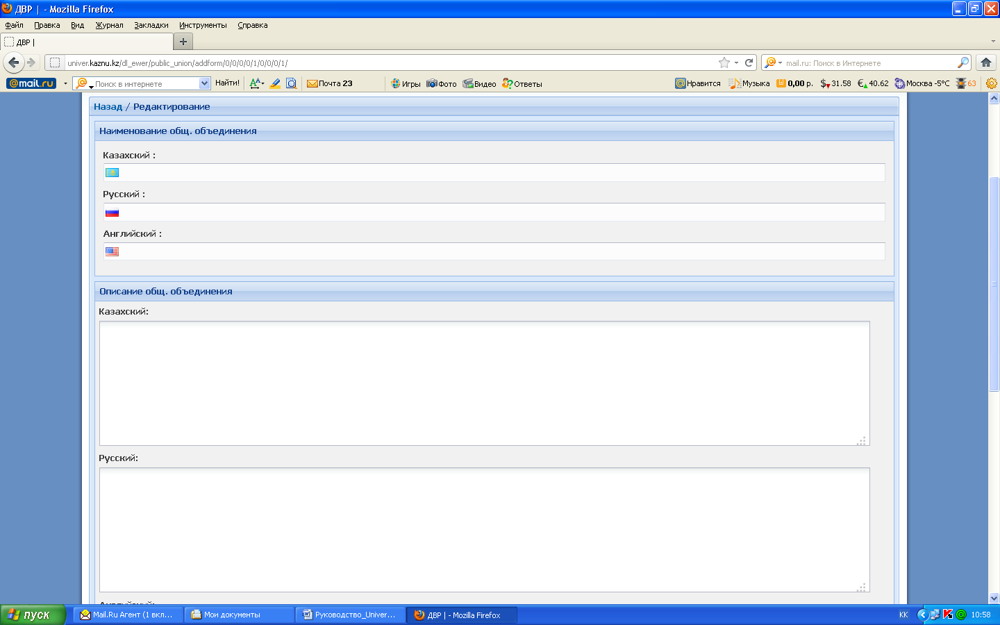 ДВР | - Mozilla Firefox
Файл Правка Вид Журнал Закладки Инструменты Справка
ДВР |
univer.kaznu.kz/dl_ewer/public_union/addform/0/0/0/0/1/0/0/0/1/ mail.ru: Поиск в Интернете
@mail.ru Поиск в интернете Найти! Почта 23 Игры Фото Видео Ответы Нравится Музыка 0,00 р. $ 31.58 € 40.62 Москва -5°C 63
Назад / Редактирование
Наименование общ. объединения
Казахский :
Русский :
Английский :
Описание общ. объединения
Казахский:
Русский:
Английский:
пуск Mail.Ru Агент (1 вкл... Мои документы Руководство_Univer... ДВР | - Mozilla Firefox KK 10:58